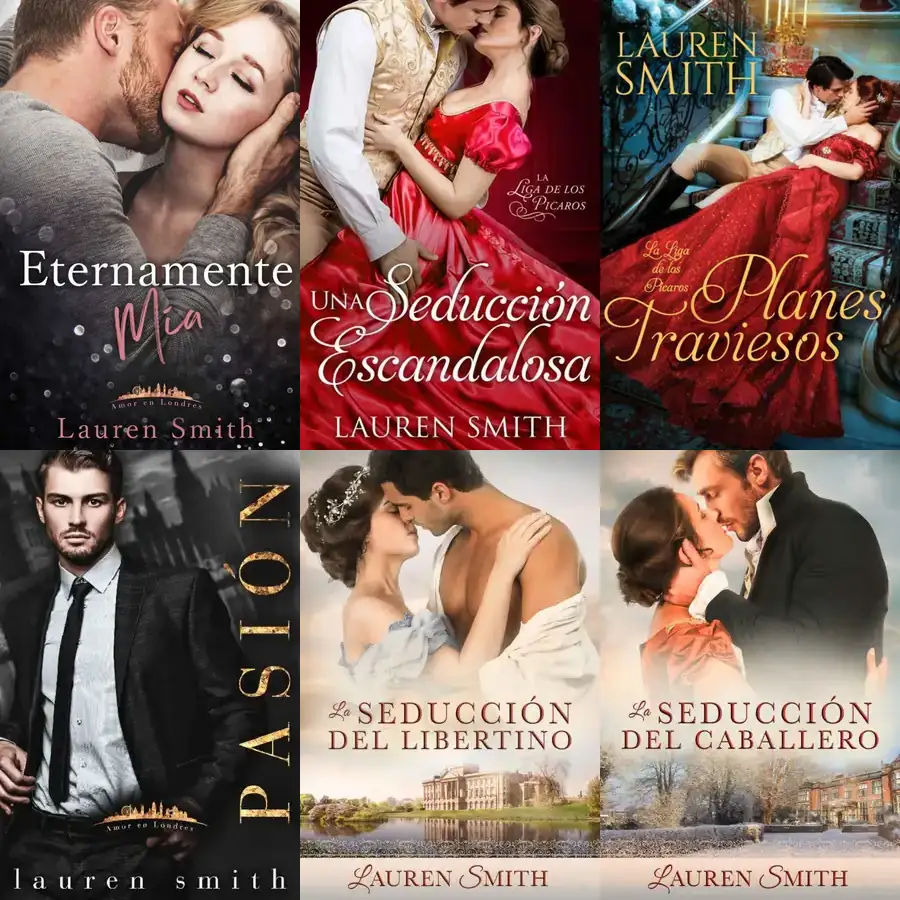 Eternamente
Mía
Amor en Londres
Lauren Smith
LA
LIGA DE LOS
PICAROS
UNA Seducción
Escandalosa
LAUREN SMITH
LAUREN
SMITH
La Liga
de los
Picaros
Planes
Traviesos
PASIÓN
Amor en Londres
lauren smith
La SEDUCCIÓN
DEL LIBERTINO
LAUREN SMITH
La SEDUCCIÓN
DEL CABALLERO
LAUREN SMITH